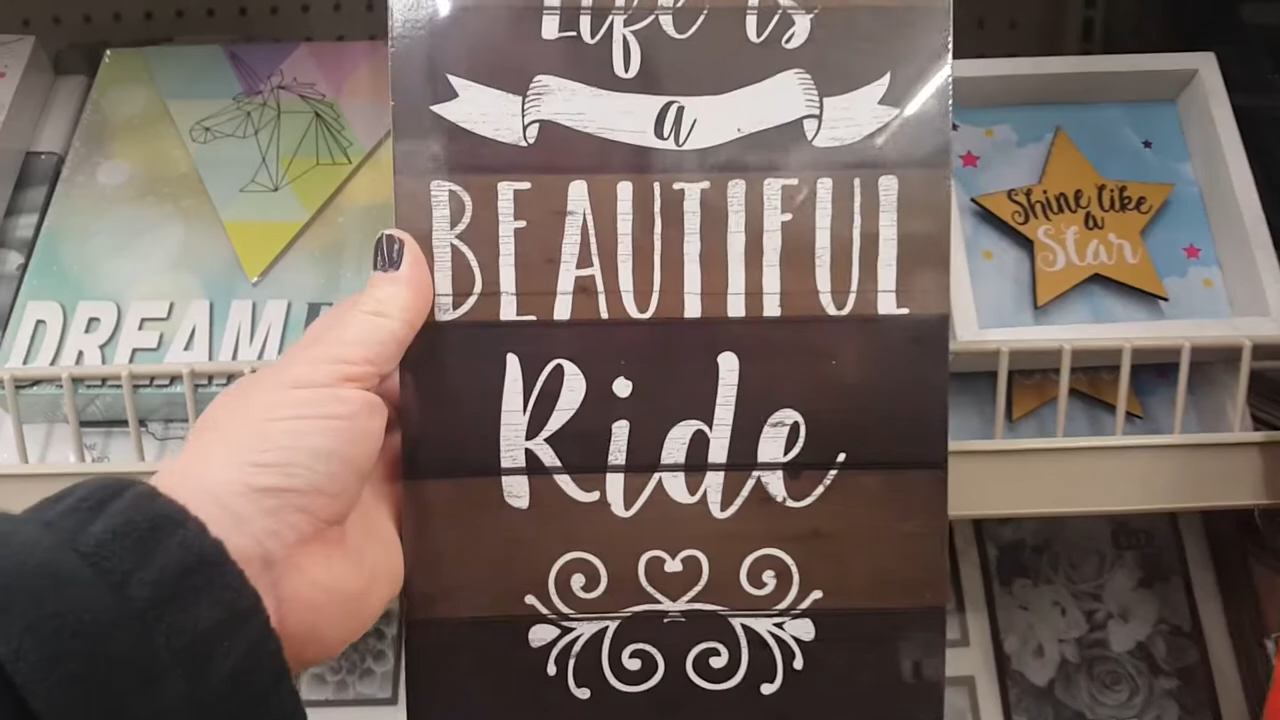 Life is
a
BEAUTIFUL
Ride
DREAM
Shine like
a
Star